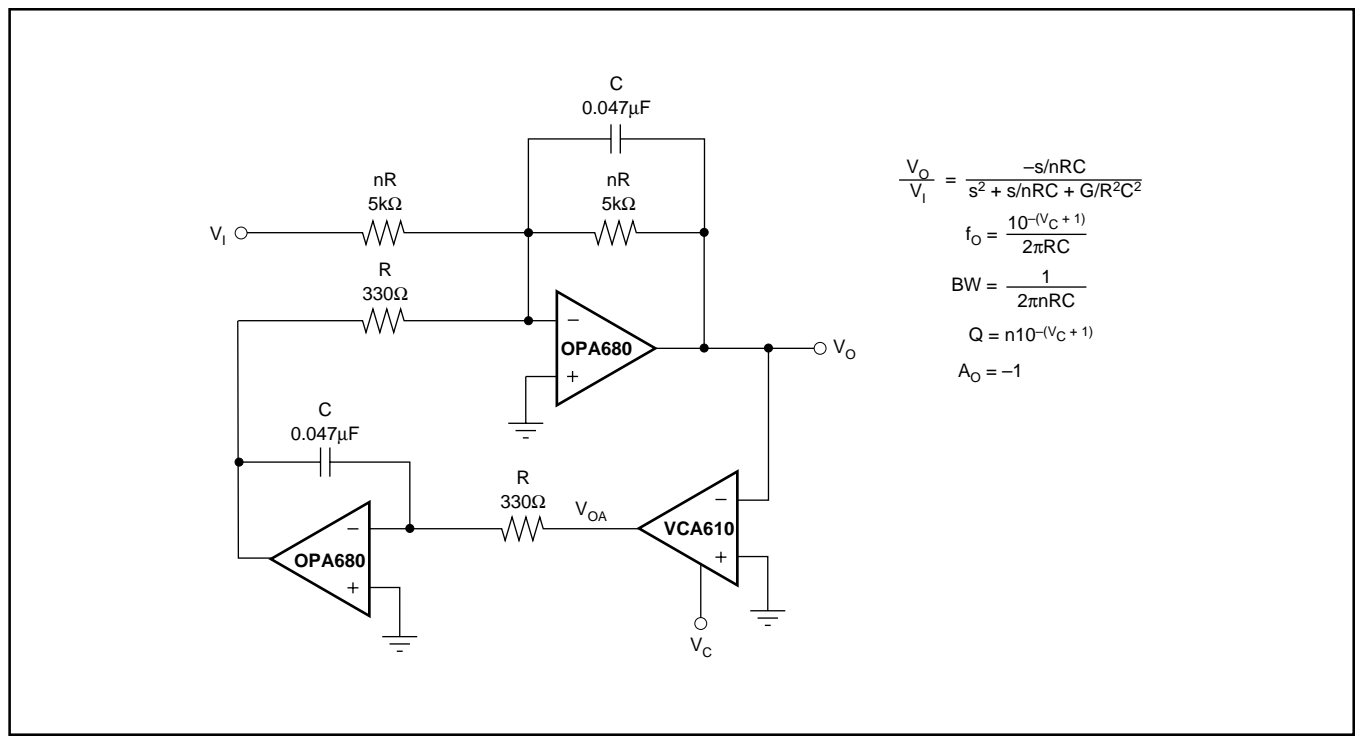 C
0.047μF
nR
5kΩ
nR
5kΩ
V_I
R
330Ω
–
+
OPA680
V_O
C
0.047μF
R
330Ω
V_OA
–
+
OPA680
–
+
VCA610
V_C
V_O/V_I = –s/nRC / s² + s/nRC + G/R²C²
f_O = 10^–(V_C + 1) / 2πRC
BW = 1 / 2πnRC
Q = n10^–(V_C + 1)
A_O = –1